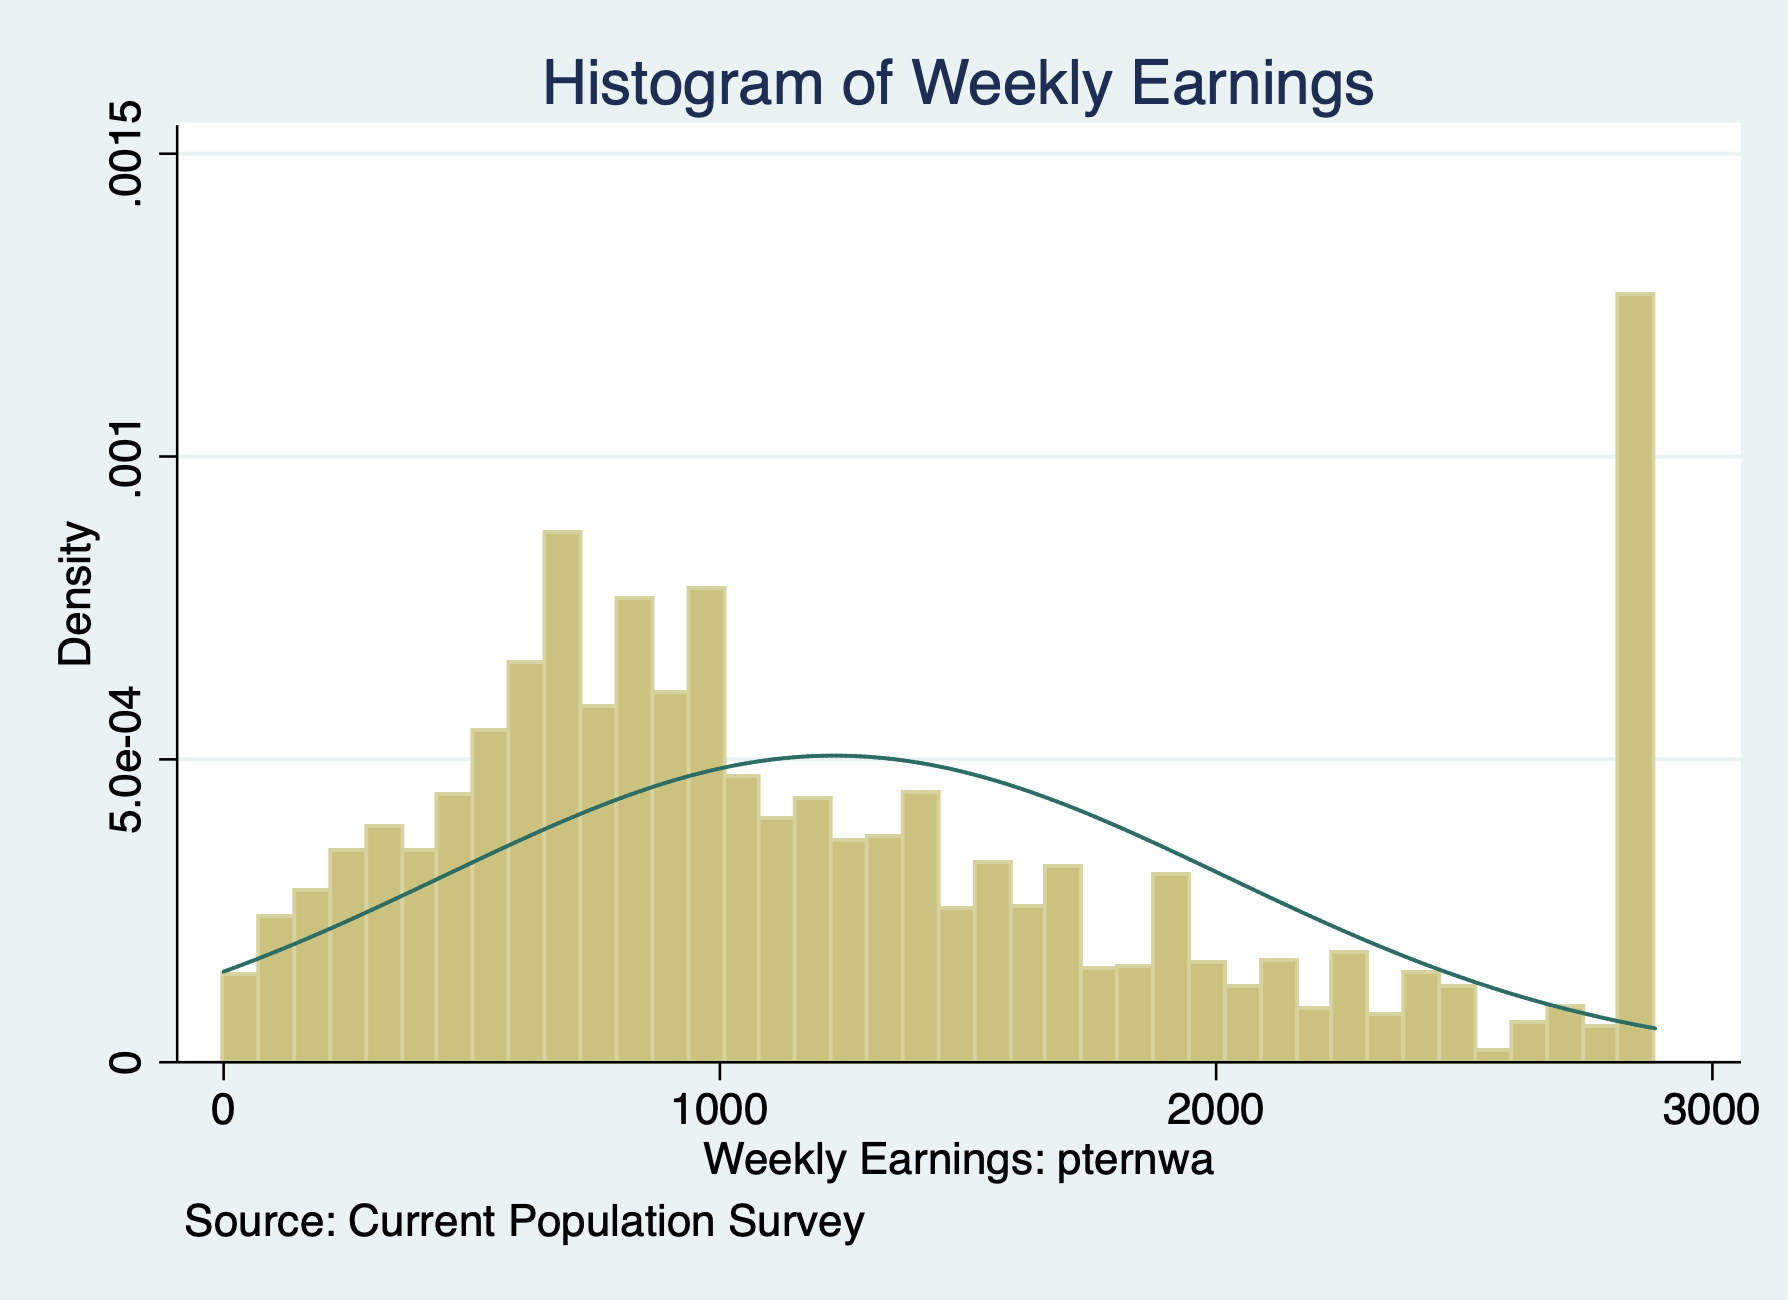 Histogram of Weekly Earnings
Density
.0015
.001
5.0e-04
0
0 1000 2000 3000
Weekly Earnings: pternwa
Source: Current Population Survey